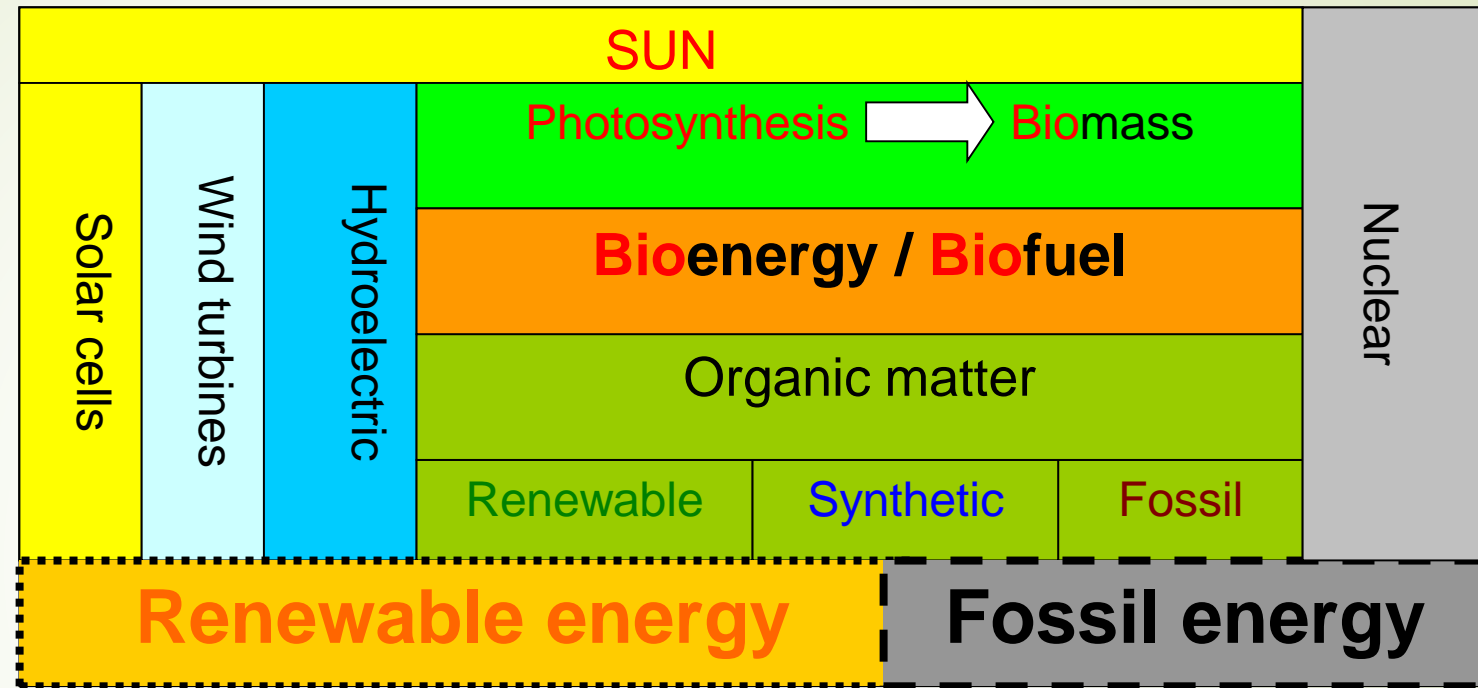 SUN
Photosynthesis Biomass
Solar cells
Wind turbines
Hydroelectric
Bioenergy / Biofuel
Nuclear
Organic matter
Renewable
Synthetic
Fossil
Renewable energy
Fossil energy